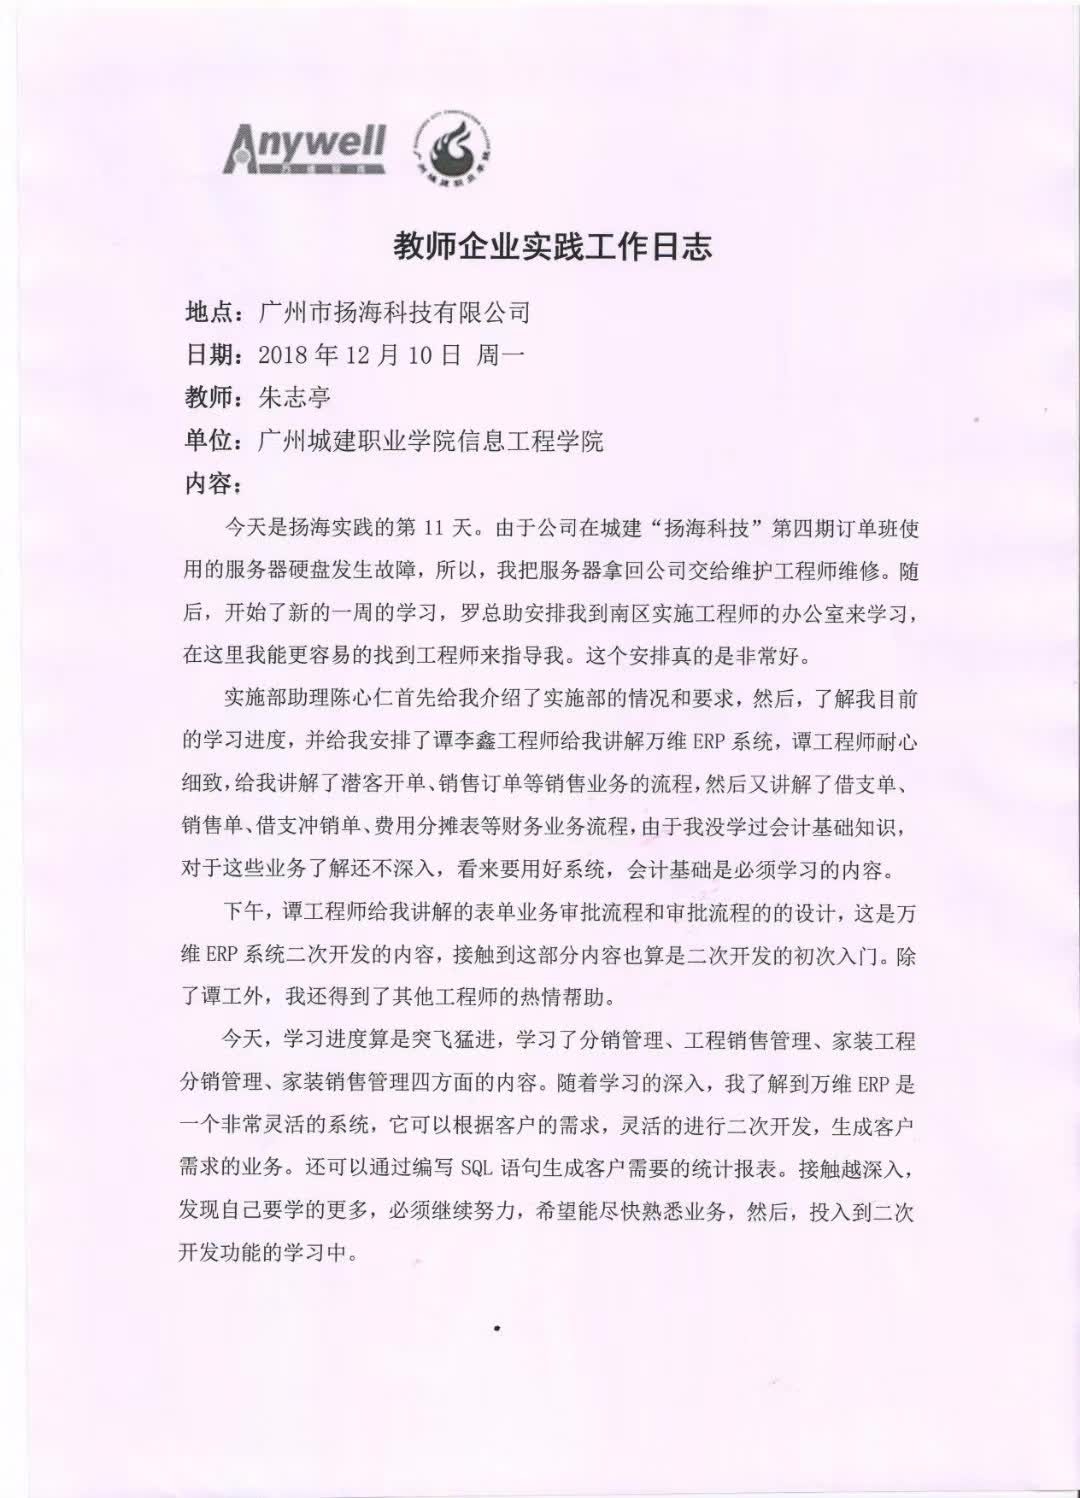 Anywell
教师企业实践工作日志
地点：广州市扬海科技有限公司
日期：2018 年 12 月 10 日 周一
教师：朱志亭
单位：广州城建职业学院信息工程学院
内容：
今天是扬海实践的第 11 天。由于公司在城建“扬海科技”第四期订单班使
用的服务器硬盘发生故障，所以，我把服务器拿回公司交给维护工程师维修。随
后，开始了新的一周的学习，罗总助安排我到南区实施工程师的办公室来学习，
在这里我能更容易的找到工程师来指导我。这个安排真的是非常好。
实施部助理陈心仁首先给我介绍了实施部的情况和要求，然后，了解我目前
的学习进度，并给我安排了谭李鑫工程师给我讲解万维 ERP 系统，谭工程师耐心
细致，给我讲解了潜客开单、销售订单等销售业务的流程，然后又讲解了借支单、
销售单、借支冲销单、费用分摊表等财务业务流程，由于我没学过会计基础知识，
对于这些业务了解还不深入，看来要用好系统，会计基础是必须学习的内容。
下午，谭工程师给我讲解的表单业务审批流程和审批流程的的设计，这是万
维 ERP 系统二次开发的内容，接触到这部分内容也算是二次开发的初次入门。除
了谭工外，我还得到了其他工程师的热情帮助。
今天，学习进度算是突飞猛进，学习了分销管理、工程销售管理、家装工程
分销管理、家装销售管理四方面的内容。随着学习的深入，我了解到万维 ERP 是
一个非常灵活的系统，它可以根据客户的需求，灵活的进行二次开发，生成客户
需求的业务。还可以通过编写 SQL 语句生成客户需要的统计报表。接触越深入，
发现自己要学的更多，必须继续努力，希望能尽快熟悉业务，然后，投入到二次
开发功能的学习中。